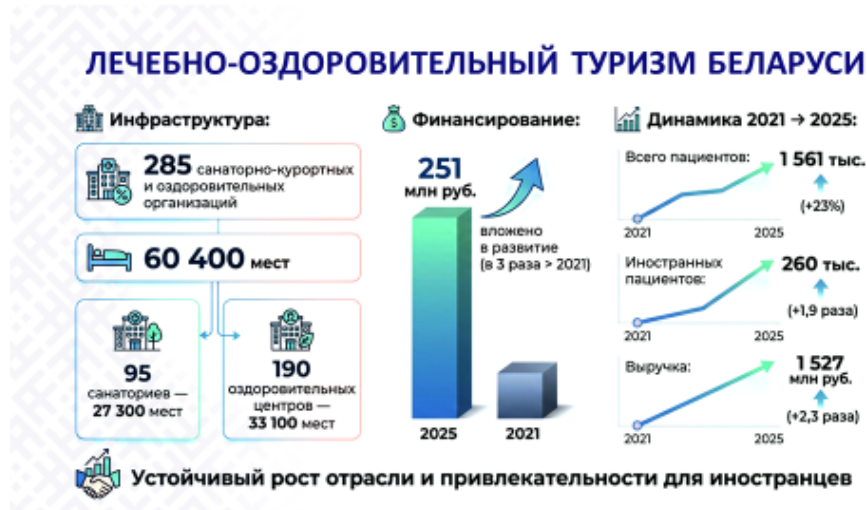 ЛЕЧЕБНО-ОЗДОРОВИТЕЛЬНЫЙ ТУРИЗМ БЕЛАРУСИ
Инфраструктура:
285 санаторно-курортных
и оздоровительных
организаций
60 400 мест
95
санаториев —
27 300 мест
190
оздоровительных
центров —
33 100 мест
Финансирование:
251
млн руб.
вложено
в развитие
(в 3 раза > 2021)
2025
2021
Динамика 2021 → 2025:
Всего пациентов:
1 561 тыс.
(+23%)
2021
2025
Иностранных
пациентов:
260 тыс.
(+1,9 раза)
2021
2025
Выручка:
1 527
млн руб.
(+2,3 раза)
2021
2025
Устойчивый рост отрасли и привлекательности для иностранцев